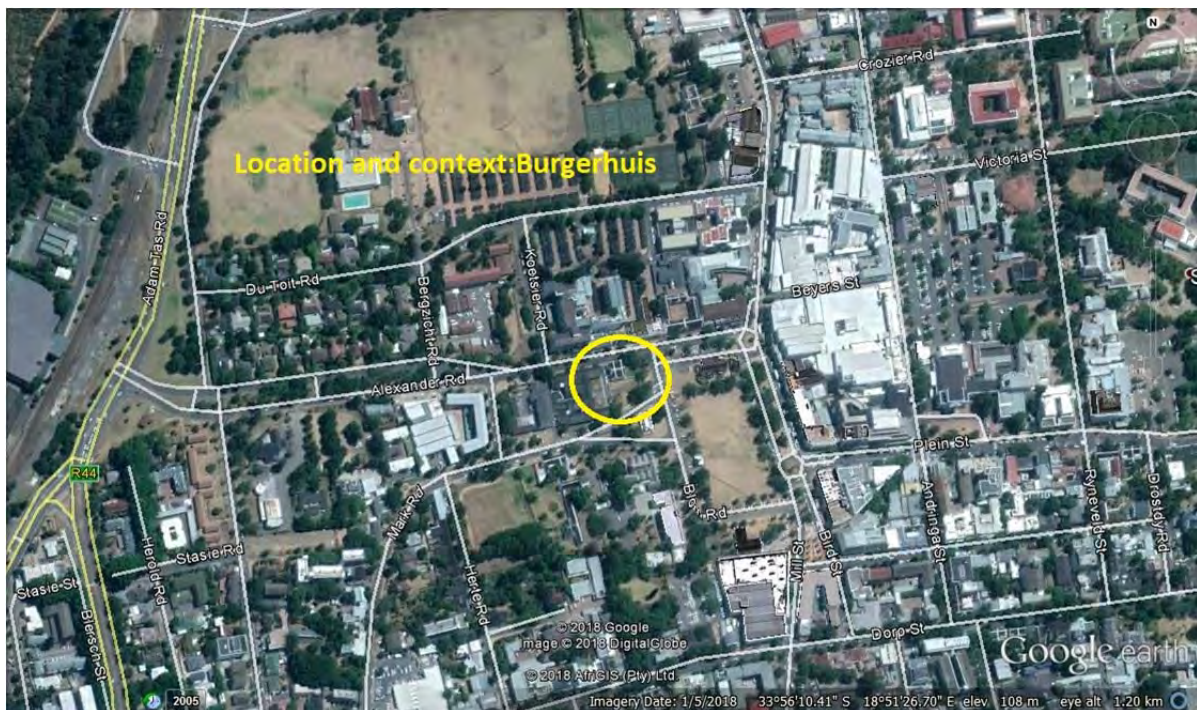 N
Crozier Rd
Location and context:Burgerhuis
Victoria St
Adam Tas Rd
Du Toit Rd
Bergzicht Rd
Koetsier Rd
Beyers St
Alexander Rd
Plein St
R44
Mark Rd
Rd
Andringa St
Ryneveld St
Drostdy Rd
Stasie Rd
Herold Rd
Herte Rd
Mill St
Bird St
Stasie St
Dorp St
© 2018 Google
Image © 2018 DigitalGlobe
© 2018 AfriGIS (Pty) Ltd.
Google earth
2005
Imagery Date: 1/5/2018 33°56'10.41" S 18°51'26.70" E elev 108 m eye alt 1.20 km